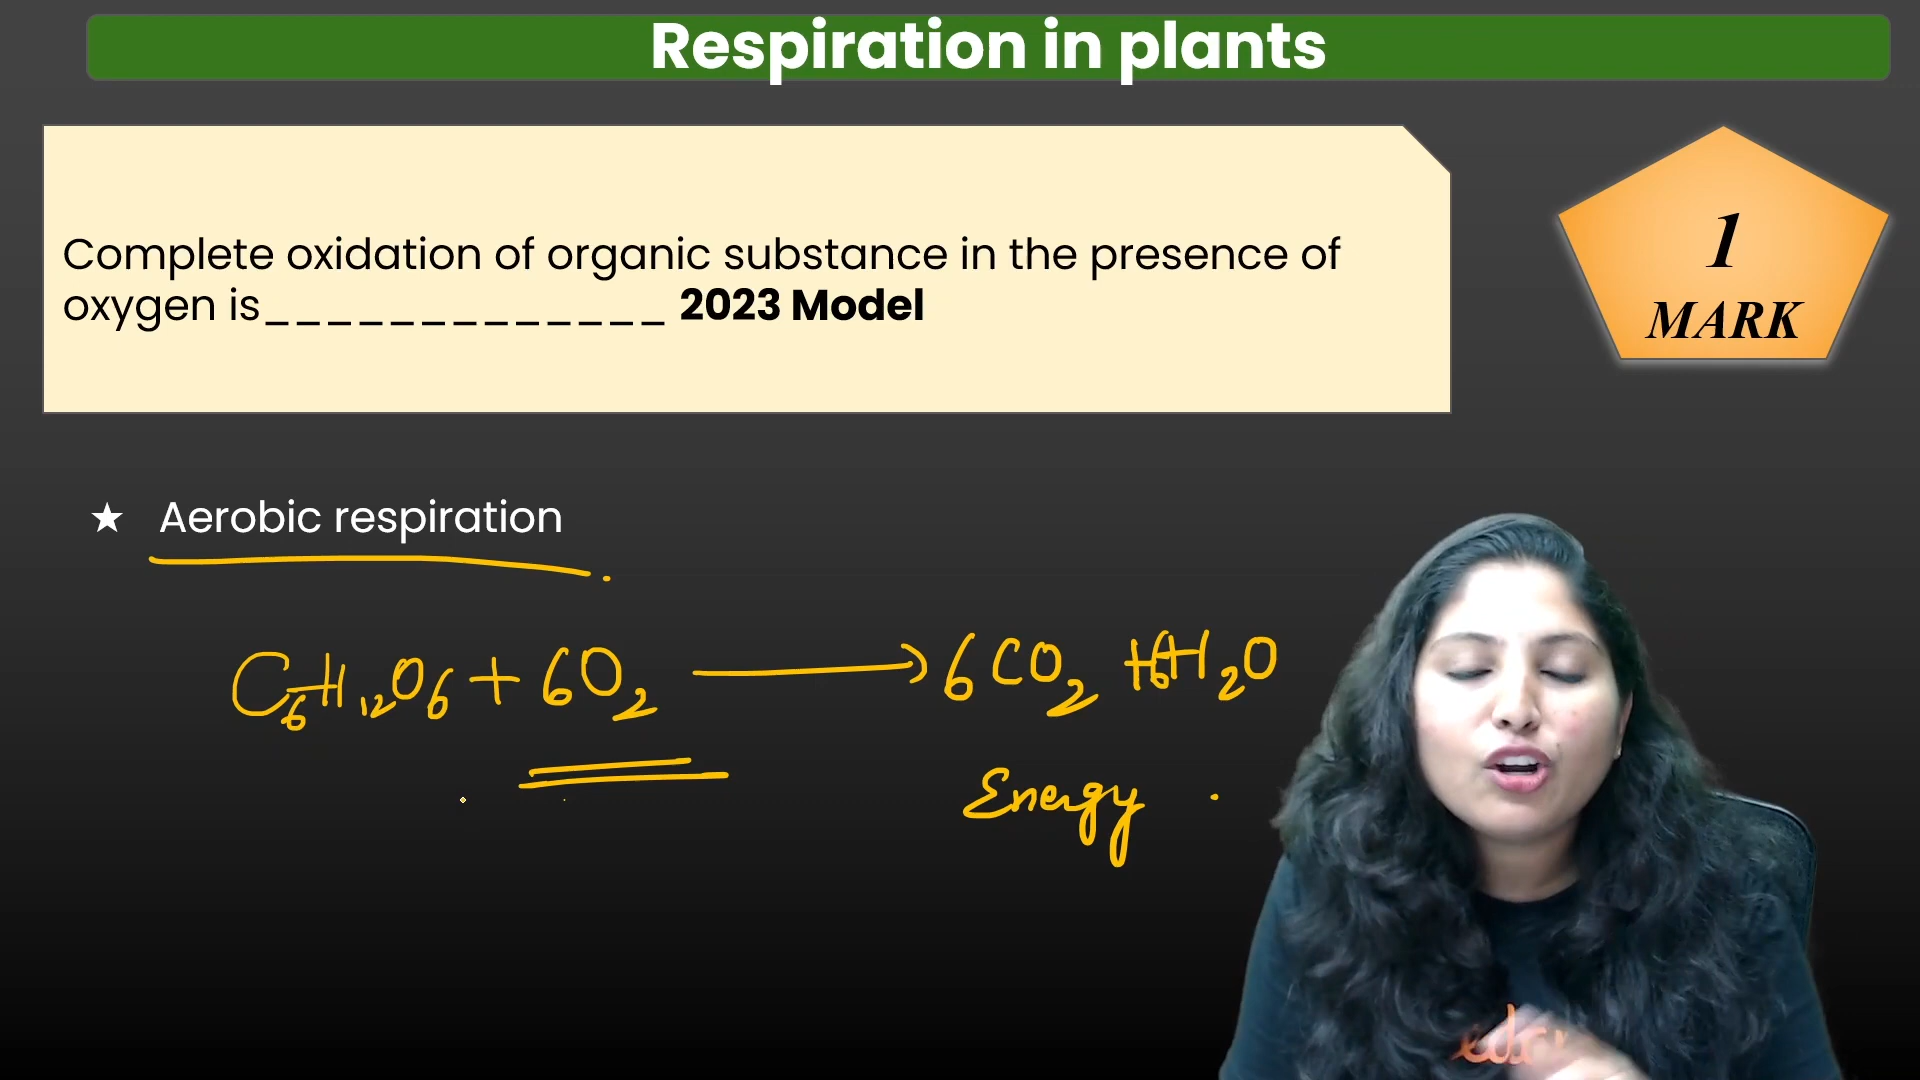 Respiration in plants
Complete oxidation of organic substance in the presence of
oxygen is_____________ 2023 Model
1
MARK
★ Aerobic respiration
C₆H₁₂O₆ + 6O₂ → 6CO₂ + 6H₂O
Energy